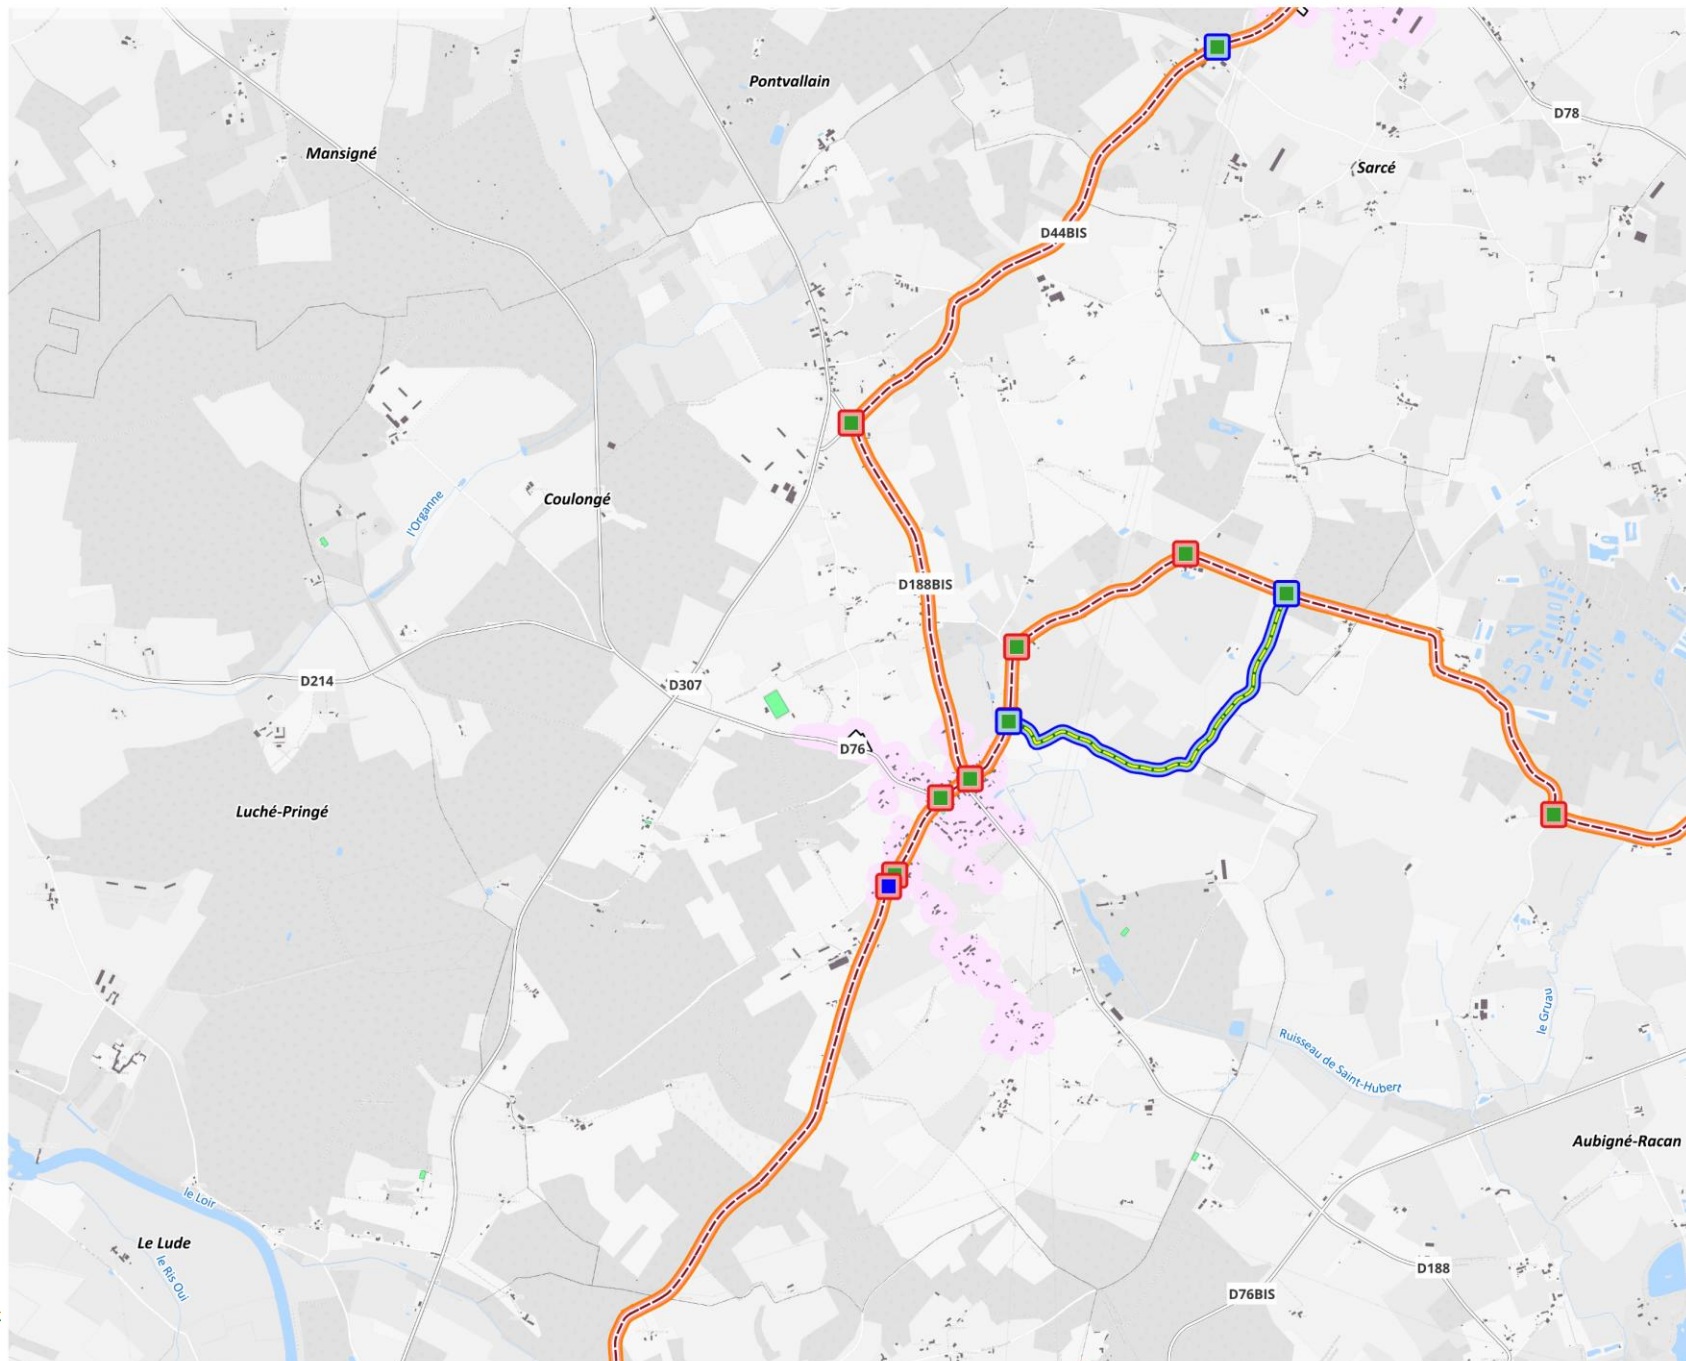 Pontvallain
D78
Mansigné
Sarcé
D44BIS
Coulongé
l'Organne
D188BIS
D214
D307
D76
Luché-Pringé
le Gruau
Ruisseau de Saint-Hubert
Aubigné-Racan
le Loir
Le Lude
le Ris Oui
D188
D76BIS